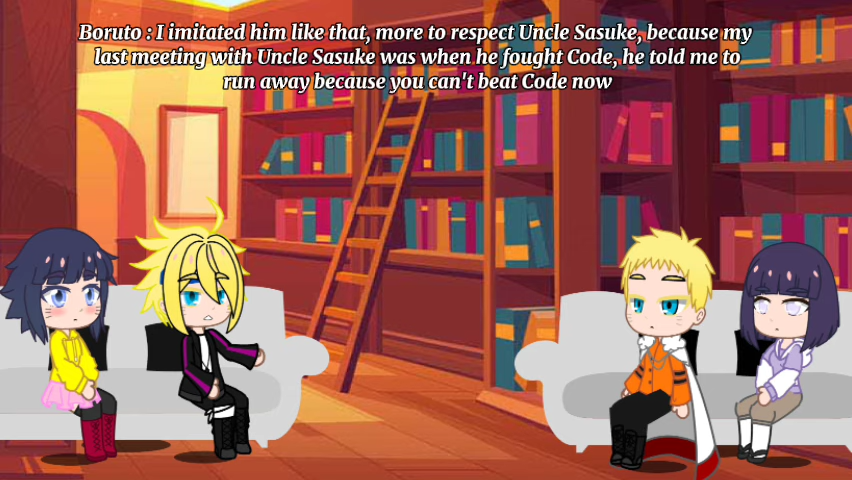 Boruto : I imitated him like that, more to respect Uncle Sasuke, because my
last meeting with Uncle Sasuke was when he fought Code, he told me to
run away because you can't beat Code now